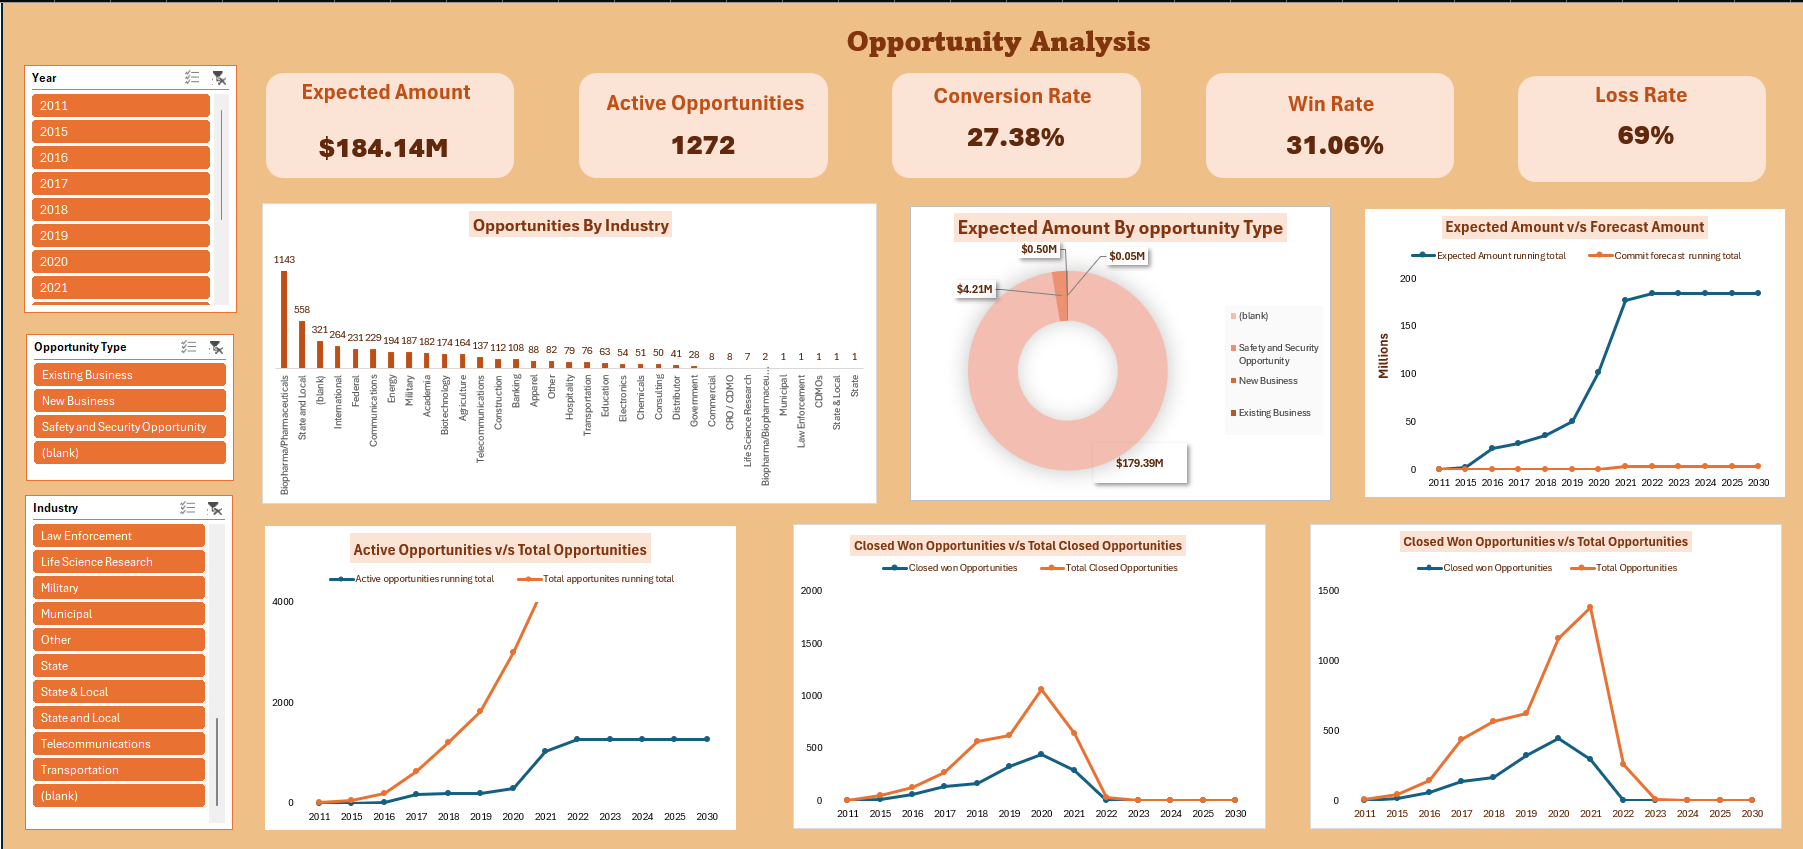 Opportunity Analysis
Year
2011
2015
2016
2017
2018
2019
2020
2021
Expected Amount
$184.14M
Active Opportunities
1272
Conversion Rate
27.38%
Win Rate
31.06%
Loss Rate
69%
Opportunity Type
Existing Business
New Business
Safety and Security Opportunity
(blank)
Industry
Law Enforcement
Life Science Research
Military
Municipal
Other
State
State & Local
State and Local
Telecommunications
Transportation
(blank)
Opportunities By Industry
1143 558 321 264 231 229 194 187 182 174 164 137 112 108 88 82 79 76 63 54 51 50 41 28 8 8 7 2 1 1 1 1 1
Biopharma/Pharmaceuticals
State and Local
(blank)
International
Federal
Communications
Energy
Military
Academia
Biotechnology
Agriculture
Telecommunications
Construction
Banking
Apparel
Other
Hospitality
Transportation
Education
Electronics
Chemicals
Consulting
Distributor
Government
Commercial
CRO / CDMO
Life Science Research
Biopharma/Biopharmaceu...
Municipal
Law Enforcement
CDMOs
State & Local
State
Expected Amount By opportunity Type
$0.50M
$0.05M
$4.21M
$179.39M
(blank)
Safety and Security
Opportunity
New Business
Existing Business
Expected Amount v/s Forecast Amount
Expected Amount running total
Commit forecast running total
Millions
200
150
100
50
0
2011 2015 2016 2017 2018 2019 2020 2021 2022 2023 2024 2025 2030
Active Opportunities v/s Total Opportunities
Active opportunities running total
Total apportunites running total
4000
2000
0
2011 2015 2016 2017 2018 2019 2020 2021 2022 2023 2024 2025 2030
Closed Won Opportunities v/s Total Closed Opportunities
Closed won Opportunities
Total Closed Opportunities
2000
1500
1000
500
0
2011 2015 2016 2017 2018 2019 2020 2021 2022 2023 2024 2025 2030
Closed Won Opportunities v/s Total Opportunities
Closed won Opportunities
Total Opportunities
1500
1000
500
0
2011 2015 2016 2017 2018 2019 2020 2021 2022 2023 2024 2025 2030